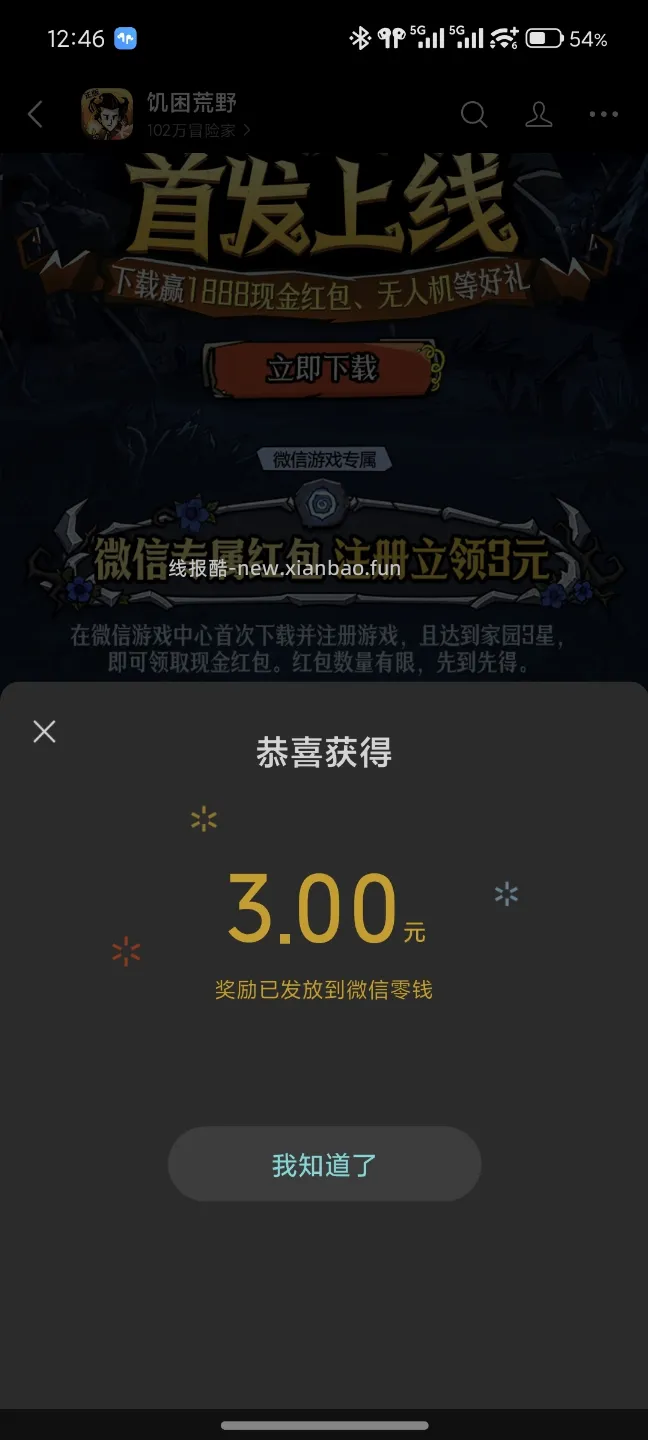 12:46
5G 5G 6 54%
饥困荒野
102万冒险家
首发上线
下载赢1888现金红包、无人机等好礼
立即下载
微信游戏专属
微信专属红包 注册立领3元
线报酷-new.xianbao.fun
在微信游戏中心首次下载并注册游戏，且达到家园3星，
即可领取现金红包。红包数量有限，先到先得。
恭喜获得
3.00元
奖励已发放到微信零钱
我知道了